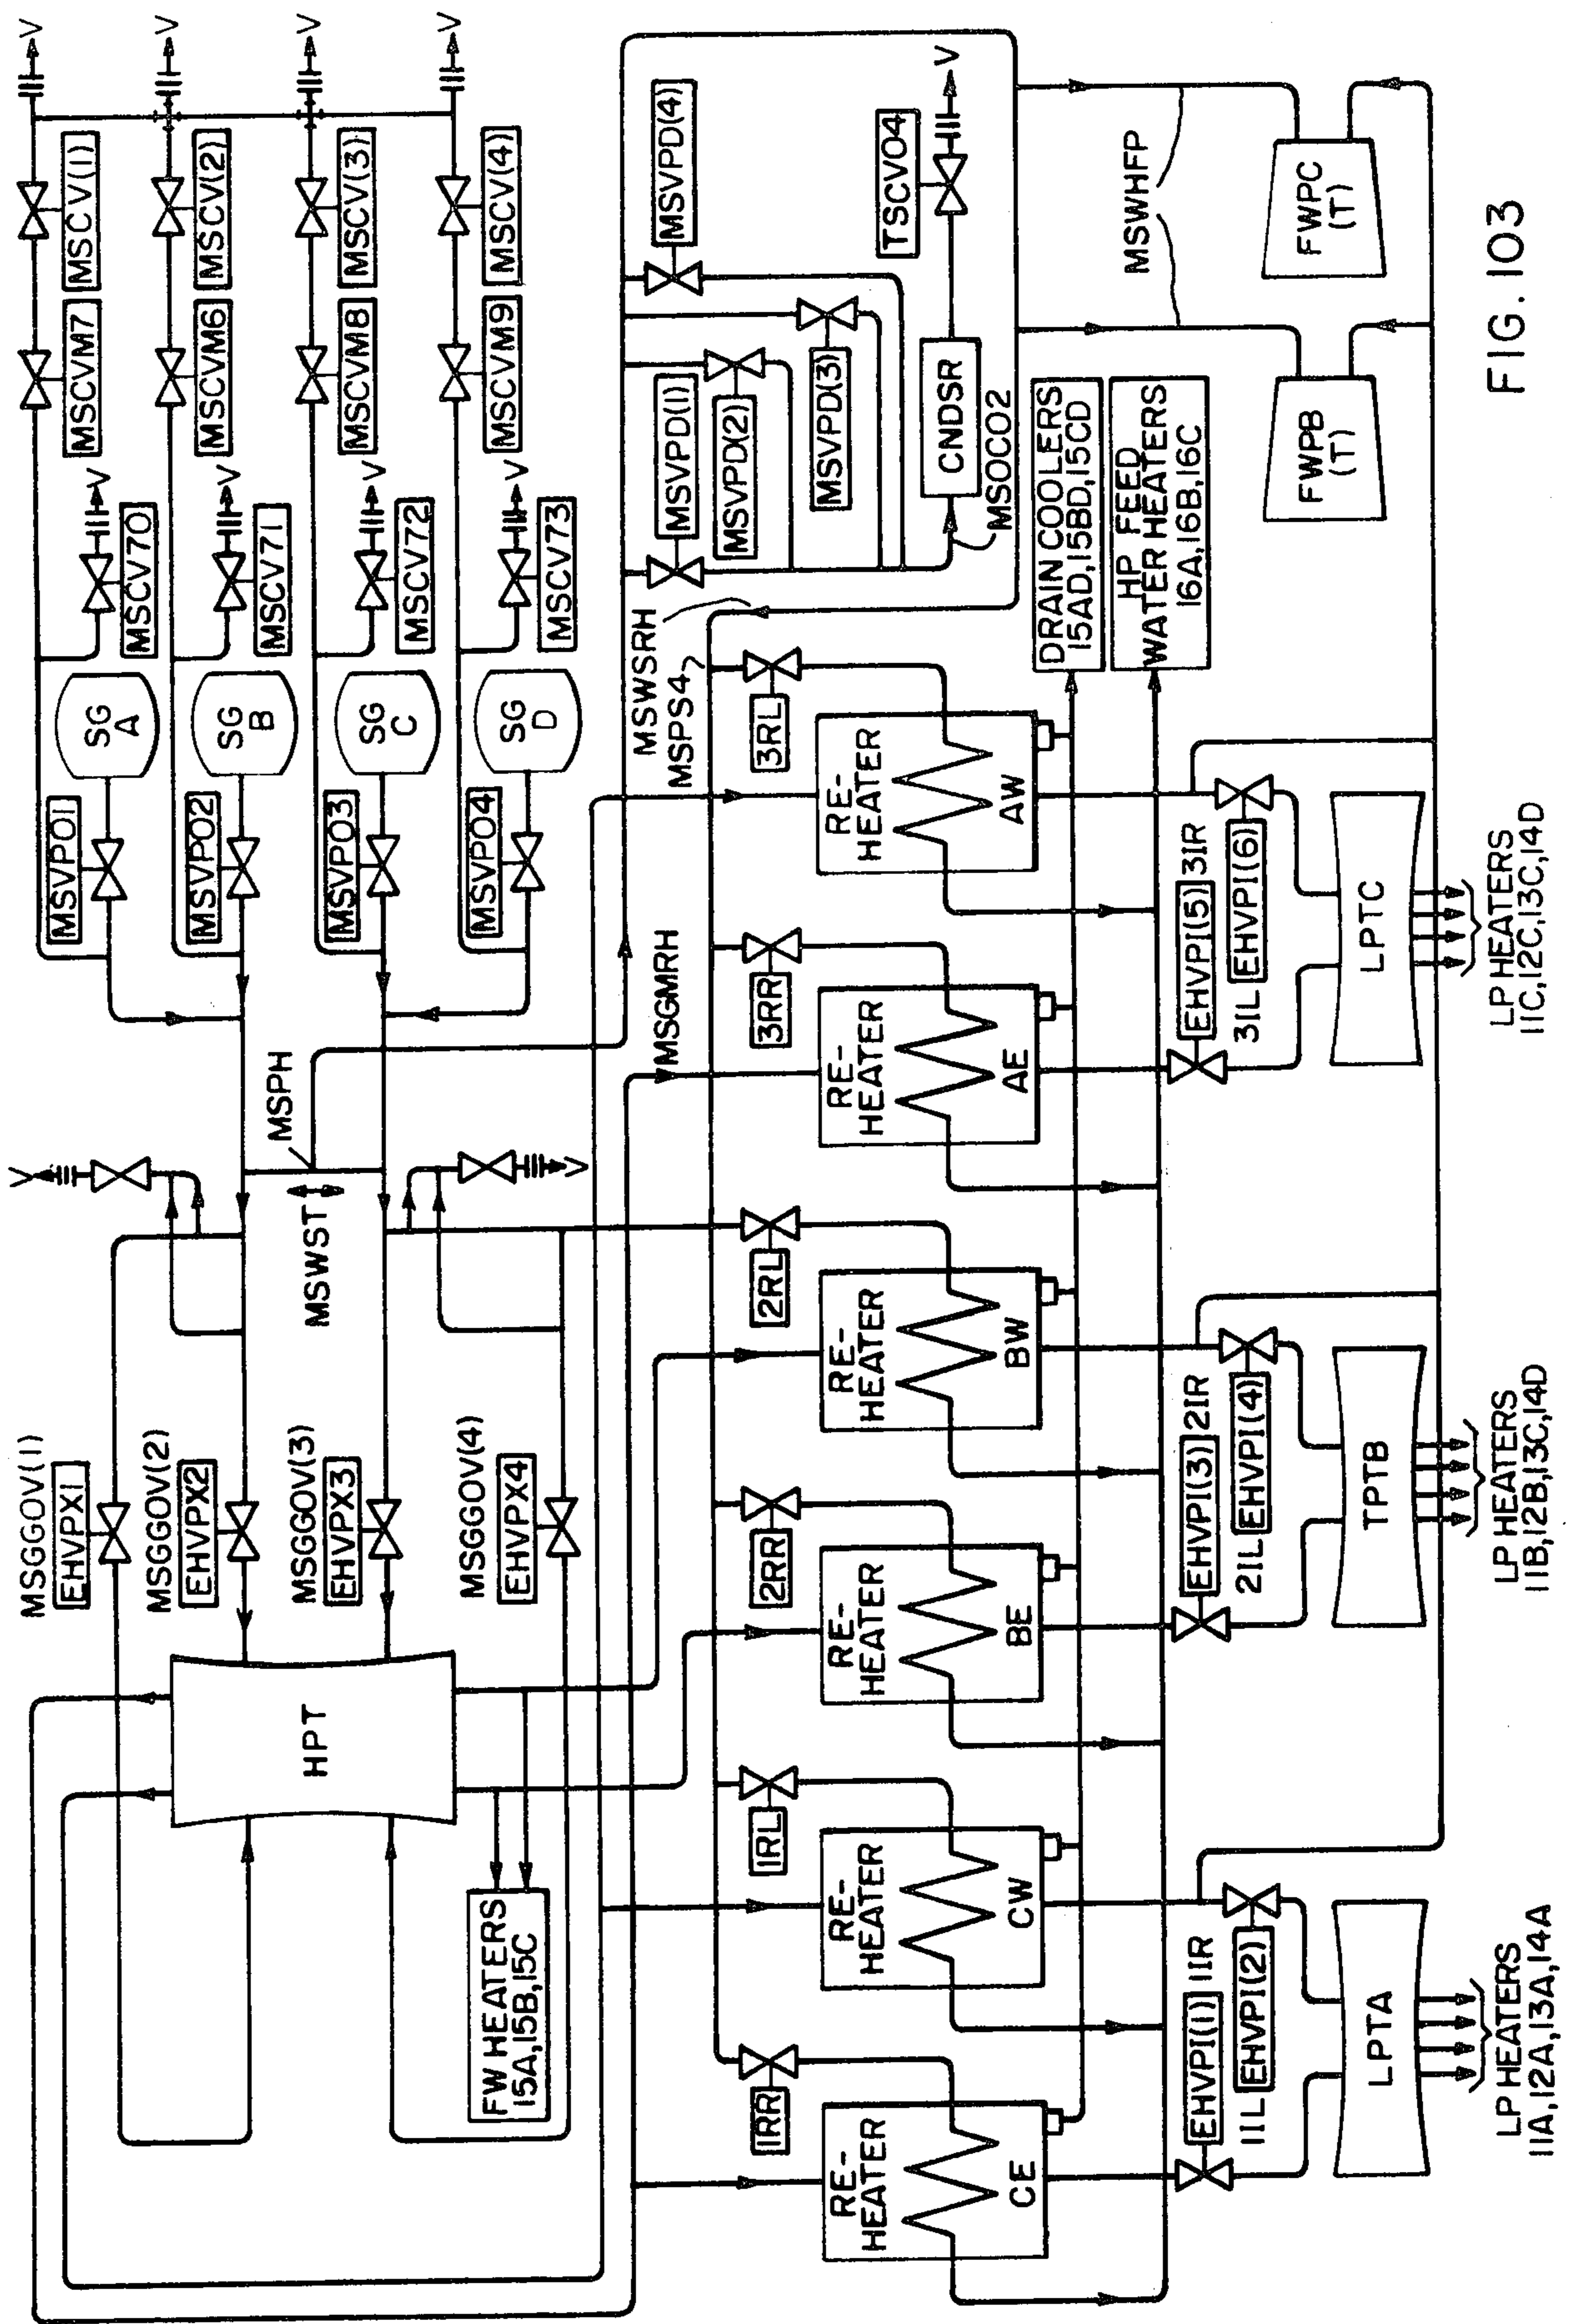 V
V
V
V
MSCV(1)
MSCV(2)
MSCV(3)
MSCV(4)
MSCVM7
MSCVM6
MSCVM8
MSCVM9
V
V
V
V
MSCV70
MSCV71
MSCV72
MSCV73
SG
A
SG
B
SG
C
SG
D
MSVP01
MSVP02
MSVP03
MSVP04
MSPH
MSWST
V
V
MSGGOV(1)
EHVPX1
MSGGOV(2)
EHVPX2
MSGGOV(3)
EHVPX3
MSGGOV(4)
EHVPX4
HPT
FW HEATERS
15A,15B,15C
MSVPD(4)
MSVPD(1)
MSVPD(2)
MSVPD(3)
TSCV04
V
CNDSR
MSOCO2
MSWSRH
MSPS4
MSGMRH
MSWHFP
FWPC
(T)
FWPB
(T)
DRAIN COOLERS
15AD,15BD,15CD
HP FEED
WATER HEATERS
16A,16B,16C
3RL
3RR
2RL
2RR
1RL
1RR
RE-
HEATER
AW
RE-
HEATER
AE
RE-
HEATER
BW
RE-
HEATER
BE
RE-
HEATER
CW
RE-
HEATER
CE
EHVPI(5) 3IR
3IL EHVPI(6)
EHVPI(3) 2IR
2IL EHVPI(4)
EHVPI(1) 1IR
1IL EHVPI(2)
LPTC
TPTB
LPTA
LP HEATERS
11C,12C,13C,14D
LP HEATERS
11B,12B,13C,14D
LP HEATERS
11A,12A,13A,14A
FIG. 103